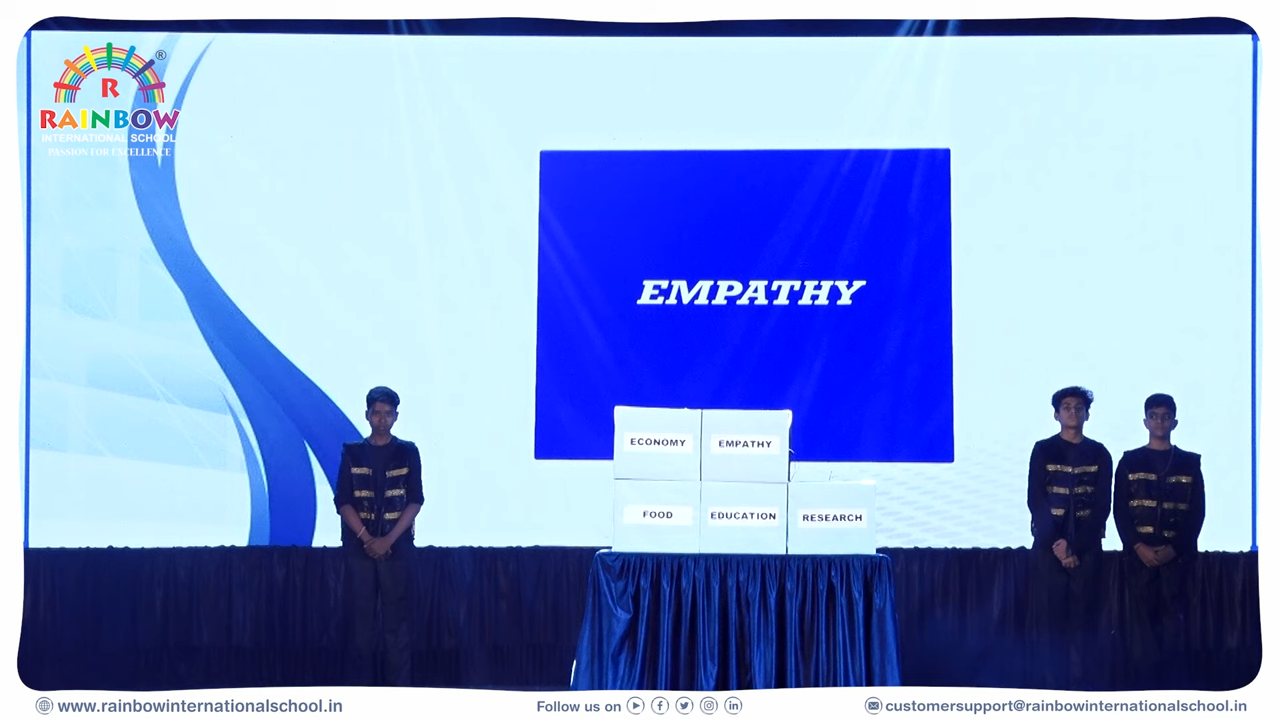 R
®
RAINBOW
INTERNATIONAL SCHOOL
PASSION FOR EXCELLENCE
EMPATHY
ECONOMY
EMPATHY
FOOD
EDUCATION
RESEARCH
www.rainbowinternationalschool.in
Follow us on
customersupport@rainbowinternationalschool.in